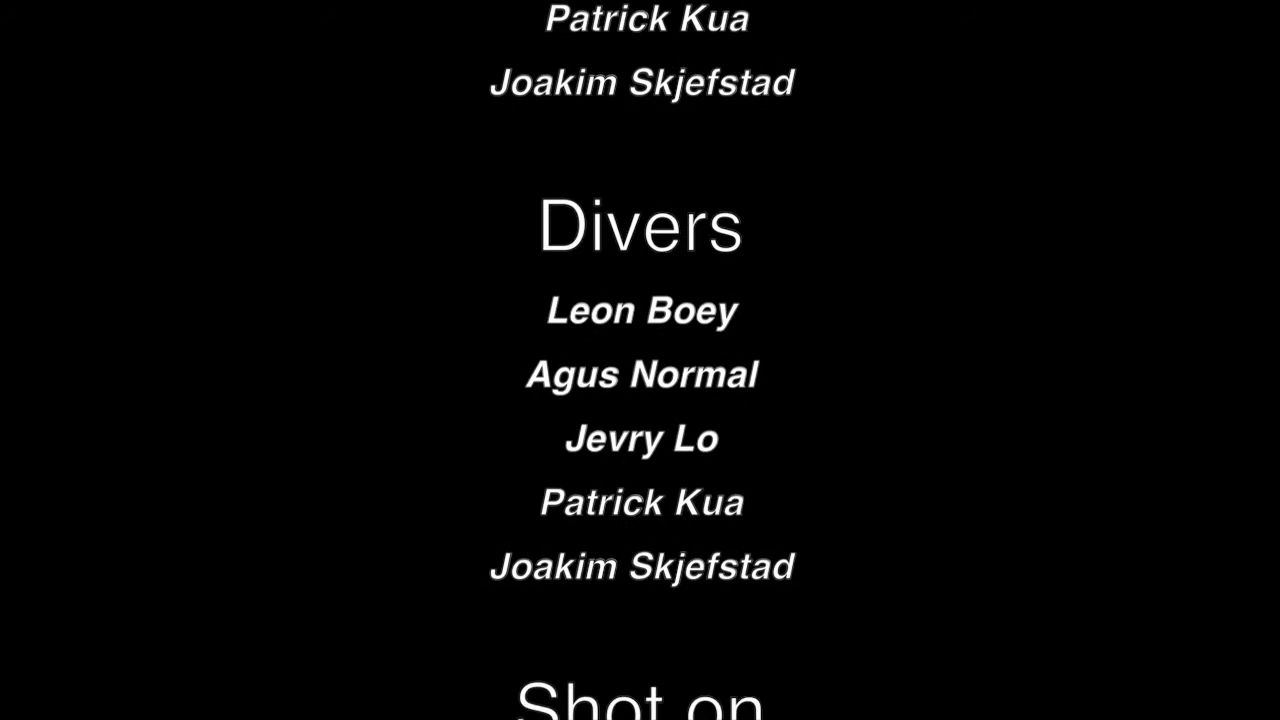 Patrick Kua
Joakim Skjefstad
Divers
Leon Boey
Agus Normal
Jevry Lo
Patrick Kua
Joakim Skjefstad
Shot on